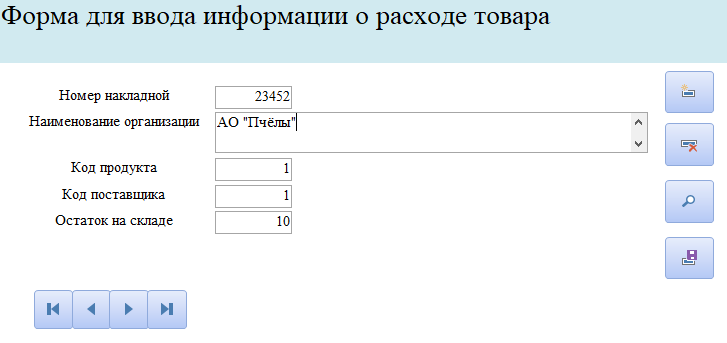 Форма для ввода информации о расходе товара
Номер накладной 23452
Наименование организации АО "Пчёлы"
Код продукта 1
Код поставщика 1
Остаток на складе 10